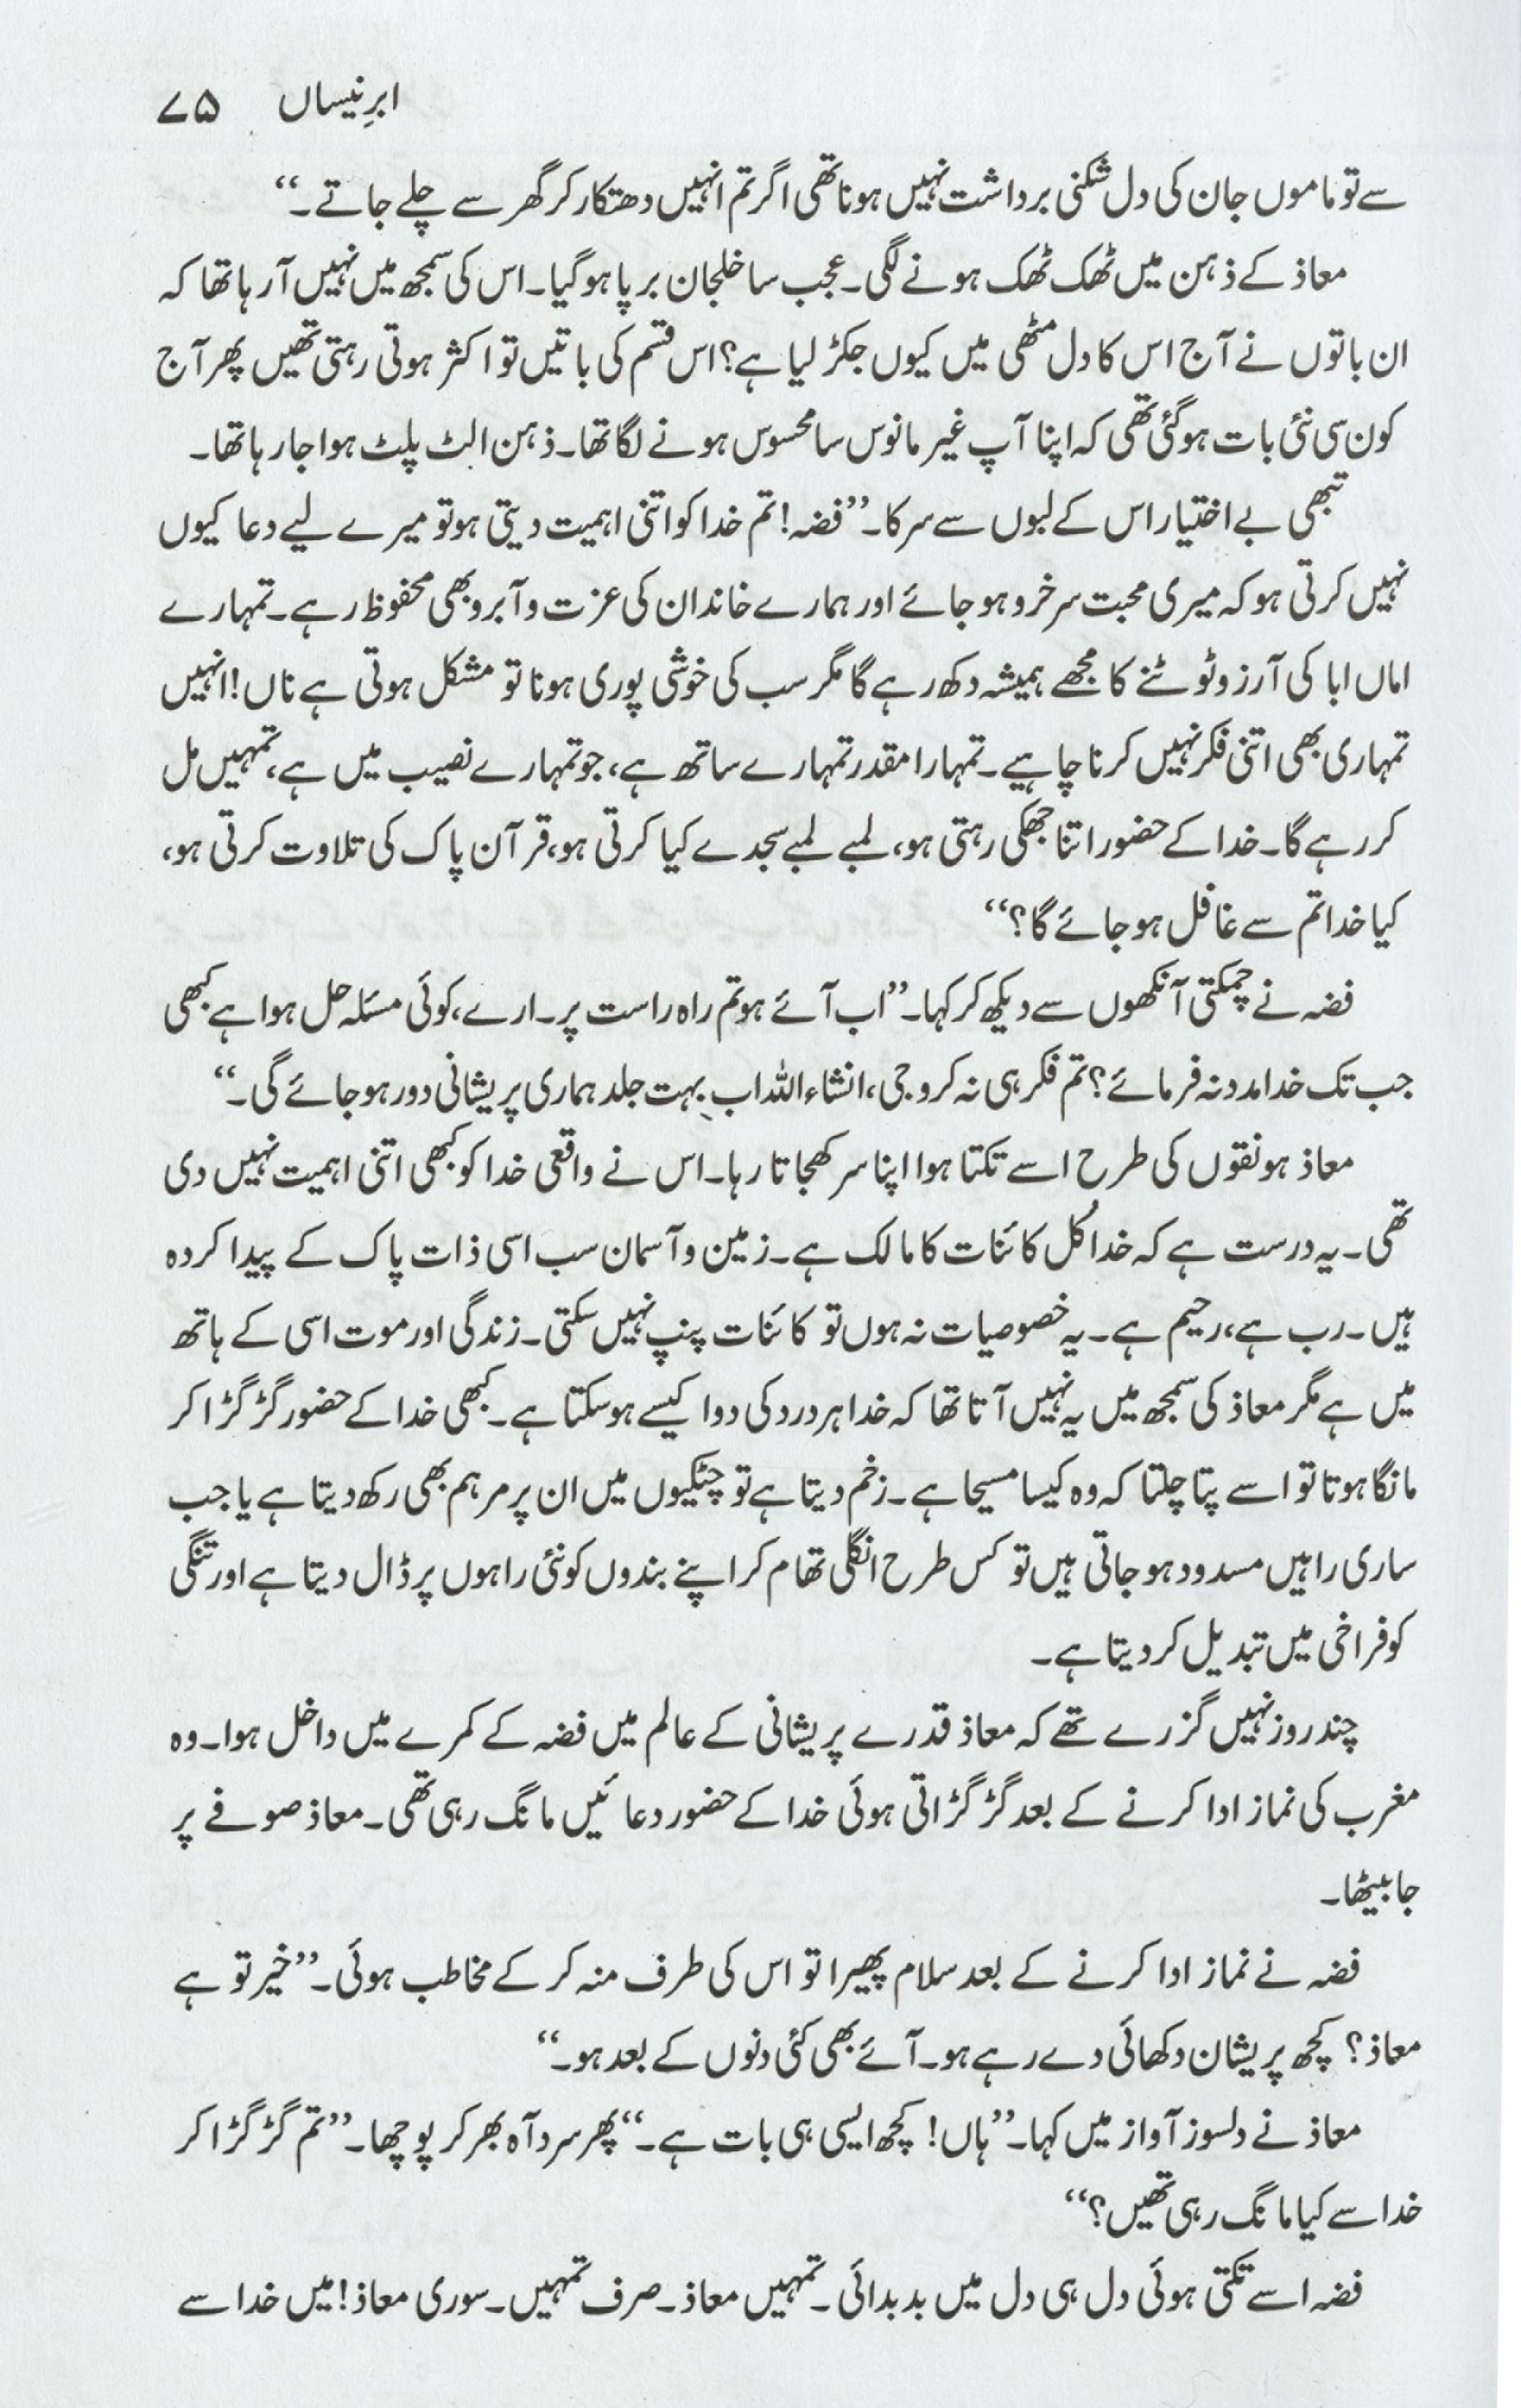 ابرِ نیساں ۷۵
سے تو ماموں جان کی دل شکنی برداشت نہیں ہونا تھی اگر تم انہیں دھتکار کر گھر سے چلے جاتے۔‘‘
معاذ کے ذہن میں ٹھک ٹھک ہونے لگی۔ عجب سا خلجان برپا ہو گیا۔ اس کی سمجھ میں نہیں آ رہا تھا کہ
ان باتوں نے آج اس کا دل مٹھی میں کیوں جکڑ لیا ہے؟ اس قسم کی باتیں تو اکثر ہوتی رہتی تھیں پھر آج
کون سی نئی بات ہو گئی تھی کہ اپنا آپ غیر مانوس سا محسوس ہونے لگا تھا۔ ذہن الٹ پلٹ ہوا جا رہا تھا۔
تبھی بے اختیار اس کے لبوں سے سرکا۔ ’’فضہ! تم خدا کو اتنی اہمیت دیتی ہو تو میرے لیے دعا کیوں
نہیں کرتی ہو کہ میری محبت سرخرو ہو جائے اور ہمارے خاندان کی عزت و آبرو بھی محفوظ رہے۔ تمہارے
اماں ابا کی آرزو ٹوٹنے کا مجھے ہمیشہ دکھ رہے گا مگر سب کی خوشی پوری ہونا تو مشکل ہوتی ہے ناں! انہیں
تمہاری بھی اتنی فکر نہیں کرنا چاہیے۔ تمہارا مقدر تمہارے ساتھ ہے، جو تمہارے نصیب میں ہے، تمہیں مل
کر رہے گا۔ خدا کے حضور اتنا جھکی رہتی ہو، لمبے لمبے سجدے کیا کرتی ہو، قرآن پاک کی تلاوت کرتی ہو،
کیا خدا تم سے غافل ہو جائے گا؟‘‘
فضہ نے چمکتی آنکھوں سے دیکھ کر کہا۔ ’’اب آئے ہو تم راہ راست پر۔ ارے، کوئی مسئلہ حل ہوا ہے کبھی
جب تک خدا مدد نہ فرمائے؟ تم فکر ہی نہ کرو جی، انشاء اللہ اب بہت جلد ہماری پریشانی دور ہو جائے گی۔‘‘
معاذ ہونقوں کی طرح اسے تکتا ہوا اپنا سر کھجاتا رہا۔ اس نے واقعی خدا کو کبھی اتنی اہمیت نہیں دی
تھی۔ یہ درست ہے کہ خدا کُل کائنات کا مالک ہے۔ زمین و آسمان سب اسی ذات پاک کے پیدا کردہ
ہیں۔ رب ہے، رحیم ہے۔ یہ خصوصیات نہ ہوں تو کائنات پنپ نہیں سکتی۔ زندگی اور موت اسی کے ہاتھ
میں ہے مگر معاذ کی سمجھ میں یہ نہیں آتا تھا کہ خدا ہر درد کی دوا کیسے ہو سکتا ہے۔ کبھی خدا کے حضور گڑگڑا کر
مانگا ہوتا تو اسے پتا چلتا کہ وہ کیسا مسیحا ہے۔ زخم دیتا ہے تو چٹکیوں میں ان پر مرہم بھی رکھ دیتا ہے یا جب
ساری راہیں مسدود ہو جاتی ہیں تو کس طرح انگلی تھام کر اپنے بندوں کو نئی راہوں پر ڈال دیتا ہے اور تنگی
کو فراخی میں تبدیل کر دیتا ہے۔
چند روز نہیں گزرے تھے کہ معاذ قدرے پریشانی کے عالم میں فضہ کے کمرے میں داخل ہوا۔ وہ
مغرب کی نماز ادا کرنے کے بعد گڑگڑاتی ہوئی خدا کے حضور دعائیں مانگ رہی تھی۔ معاذ صوفے پر
جا بیٹھا۔
فضہ نے نماز ادا کرنے کے بعد سلام پھیرا تو اس کی طرف منہ کر کے مخاطب ہوئی۔ ’’خیر تو ہے
معاذ؟ کچھ پریشان دکھائی دے رہے ہو۔ آئے بھی کئی دنوں کے بعد ہو۔‘‘
معاذ نے دلسوز آواز میں کہا۔ ’’ہاں! کچھ ایسی ہی بات ہے۔‘‘ پھر سرد آہ بھر کر پوچھا۔ ’’تم گڑگڑا کر
خدا سے کیا مانگ رہی تھیں؟‘‘
فضہ اسے تکتی ہوئی دل ہی دل میں بدبدائی۔ تمہیں معاذ۔ صرف تمہیں۔ سوری معاذ! میں خدا سے